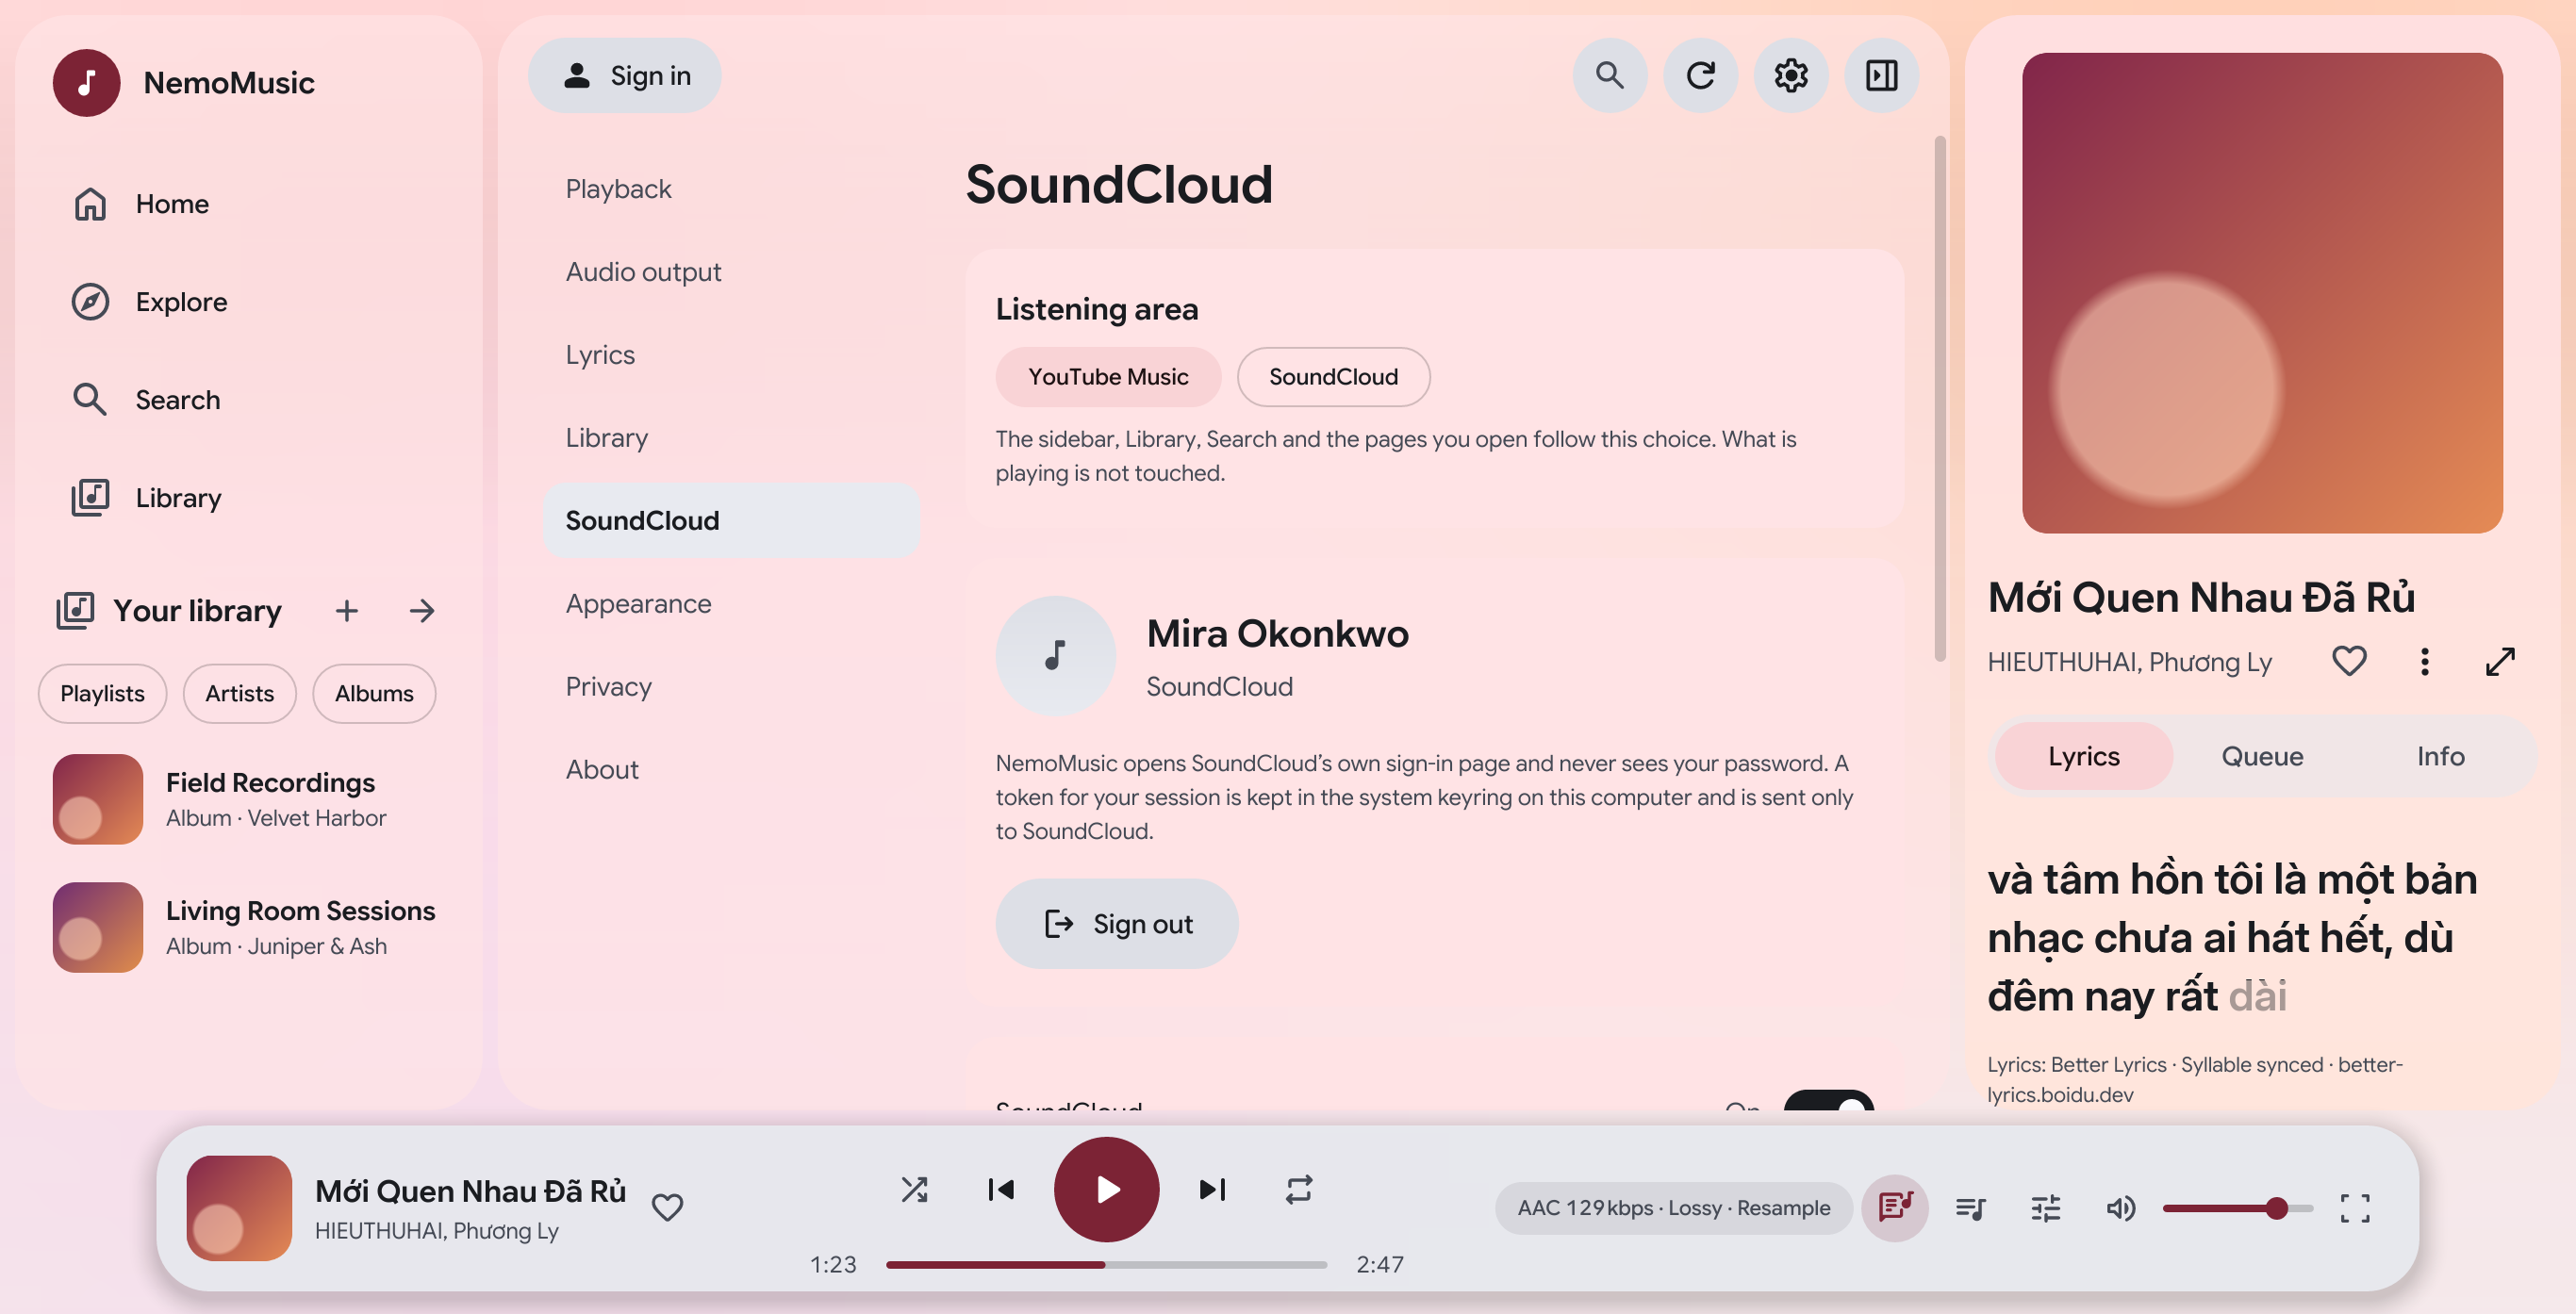 NemoMusic
Home
Explore
Search
Library
Your library
Playlists
Artists
Albums
Field Recordings
Album · Velvet Harbor
Living Room Sessions
Album · Juniper & Ash
Sign in
Playback
Audio output
Lyrics
Library
SoundCloud
Appearance
Privacy
About
SoundCloud
Listening area
YouTube Music
SoundCloud
The sidebar, Library, Search and the pages you open follow this choice. What is
playing is not touched.
Mira Okonkwo
SoundCloud
NemoMusic opens SoundCloud’s own sign-in page and never sees your password. A
token for your session is kept in the system keyring on this computer and is sent only
to SoundCloud.
Sign out
SoundCloud
On
Mới Quen Nhau Đã Rủ
HIEUTHUHAI, Phương Ly
Lyrics
Queue
Info
và tâm hồn tôi là một bản
nhạc chưa ai hát hết, dù
đêm nay rất dài
Lyrics: Better Lyrics · Syllable synced · better-
lyrics.boidu.dev
Mới Quen Nhau Đã Rủ
HIEUTHUHAI, Phương Ly
1:23
2:47
AAC 129 kbps · Lossy · Resample